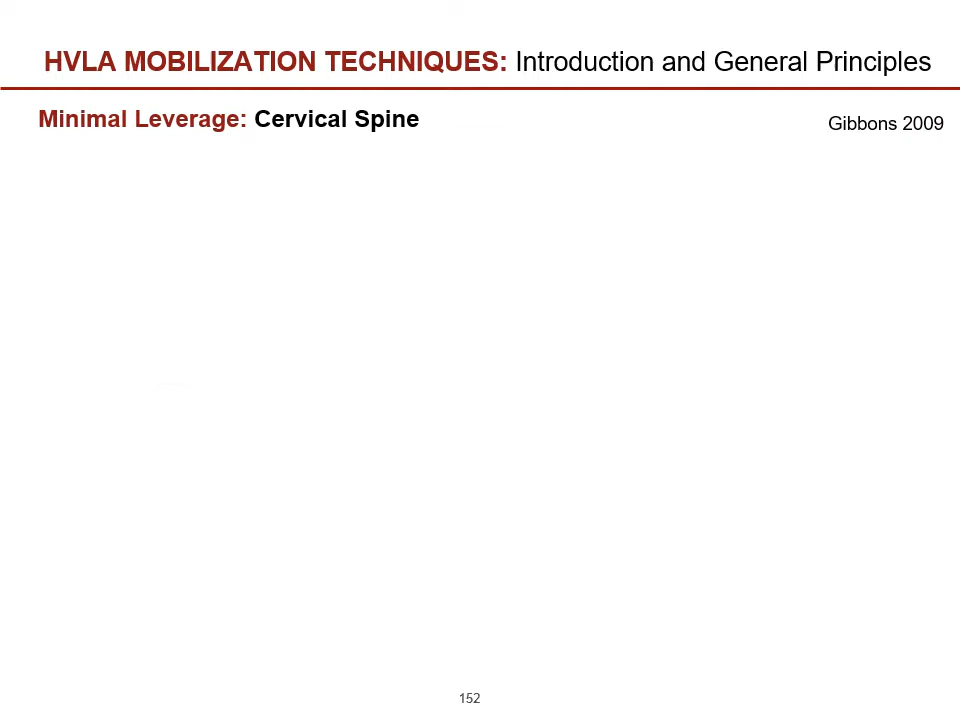 HVLA MOBILIZATION TECHNIQUES: Introduction and General Principles
Minimal Leverage: Cervical Spine
Gibbons 2009
152